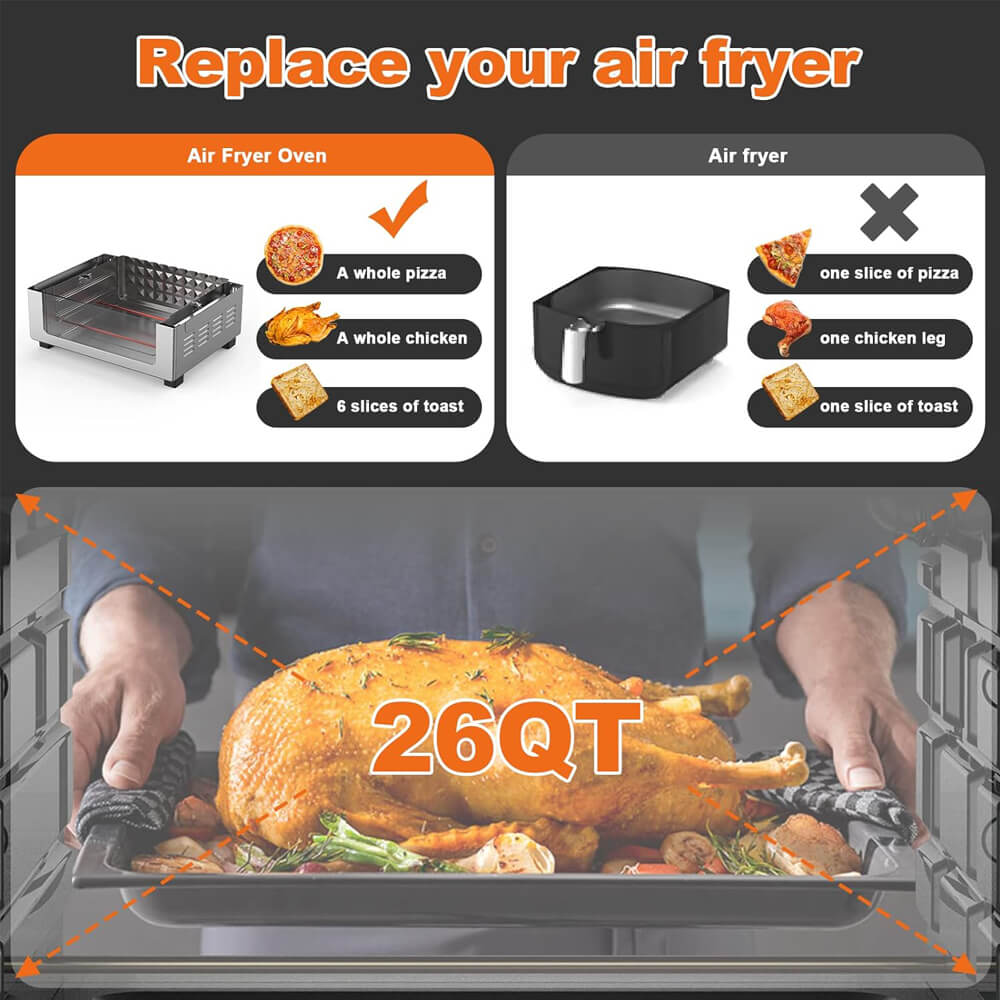 Replace your air fryer
Air Fryer Oven
A whole pizza
A whole chicken
6 slices of toast
Air fryer
one slice of pizza
one chicken leg
one slice of toast
26QT